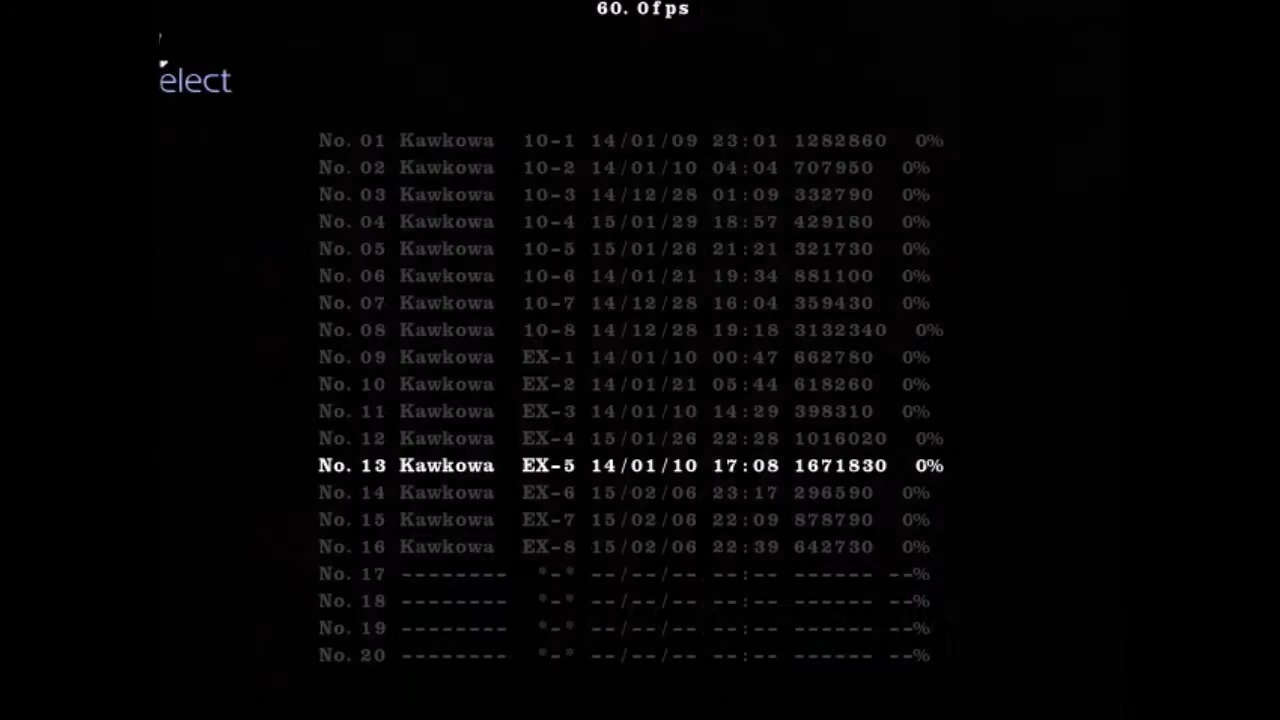 60.0fps
elect
No. 01 Kawkowa 10-1 14/01/09 23:01 1282860 0%
No. 02 Kawkowa 10-2 14/01/10 04:04 707950 0%
No. 03 Kawkowa 10-3 14/12/28 01:09 332790 0%
No. 04 Kawkowa 10-4 15/01/29 18:57 429180 0%
No. 05 Kawkowa 10-5 15/01/26 21:21 321730 0%
No. 06 Kawkowa 10-6 14/01/21 19:34 881100 0%
No. 07 Kawkowa 10-7 14/12/28 16:04 359430 0%
No. 08 Kawkowa 10-8 14/12/28 19:18 3132340 0%
No. 09 Kawkowa EX-1 14/01/10 00:47 662780 0%
No. 10 Kawkowa EX-2 14/01/21 05:44 618260 0%
No. 11 Kawkowa EX-3 14/01/10 14:29 398310 0%
No. 12 Kawkowa EX-4 15/01/26 22:28 1016020 0%
No. 13 Kawkowa EX-5 14/01/10 17:08 1671830 0%
No. 14 Kawkowa EX-6 15/02/06 23:17 296590 0%
No. 15 Kawkowa EX-7 15/02/06 22:09 878790 0%
No. 16 Kawkowa EX-8 15/02/06 22:39 642730 0%
No. 17 -------- *-* --/--/-- --:-- ------ --%
No. 18 -------- *-* --/--/-- --:-- ------ --%
No. 19 -------- *-* --/--/-- --:-- ------ --%
No. 20 -------- *-* --/--/-- --:-- ------ --%